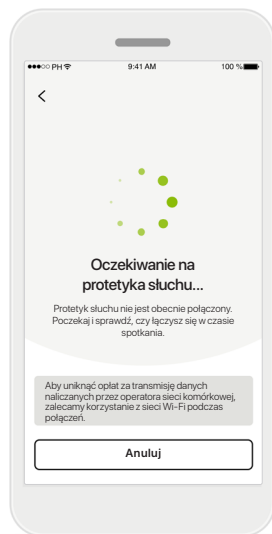 ●●●○○ PH 9:41 AM 100 %
Oczekiwanie na
protetyka słuchu...
Protetyk słuchu nie jest obecnie połączony.
Poczekaj i sprawdź, czy łączysz się w czasie
spotkania.
Aby uniknąć opłat za transmisję danych
naliczanych przez operatora sieci komórkowej,
zalecamy korzystanie z sieci Wi-Fi podczas
połączeń.
Anuluj